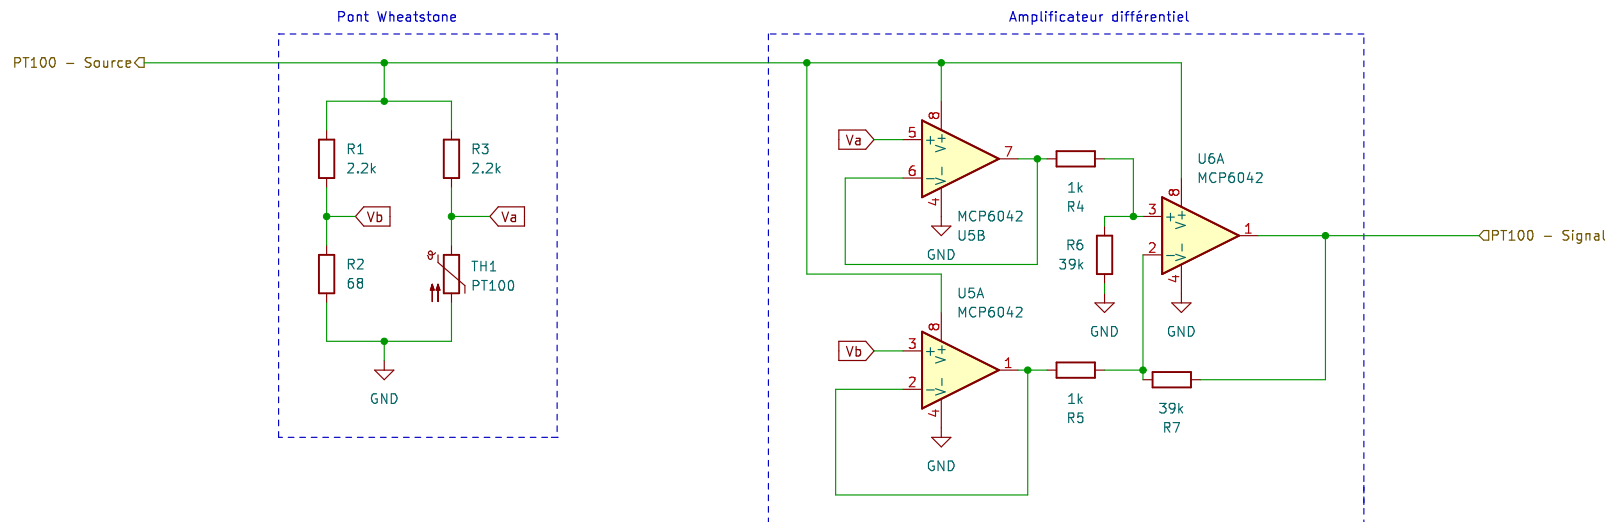 Pont Wheatstone
Amplificateur différentiel
PT100 - Source
R1
2.2k
R3
2.2k
Vb
Va
R2
68
ϑ
TH1
PT100
GND
Va
5
6
8
4
7
+
-
V+
V-
MCP6042
U5B
GND
1k
R4
U6A
MCP6042
3
2
8
4
1
+
-
V+
V-
R6
39k
GND
GND
PT100 - Signal
U5A
MCP6042
Vb
3
2
8
4
1
+
-
V+
V-
GND
1k
R5
39k
R7